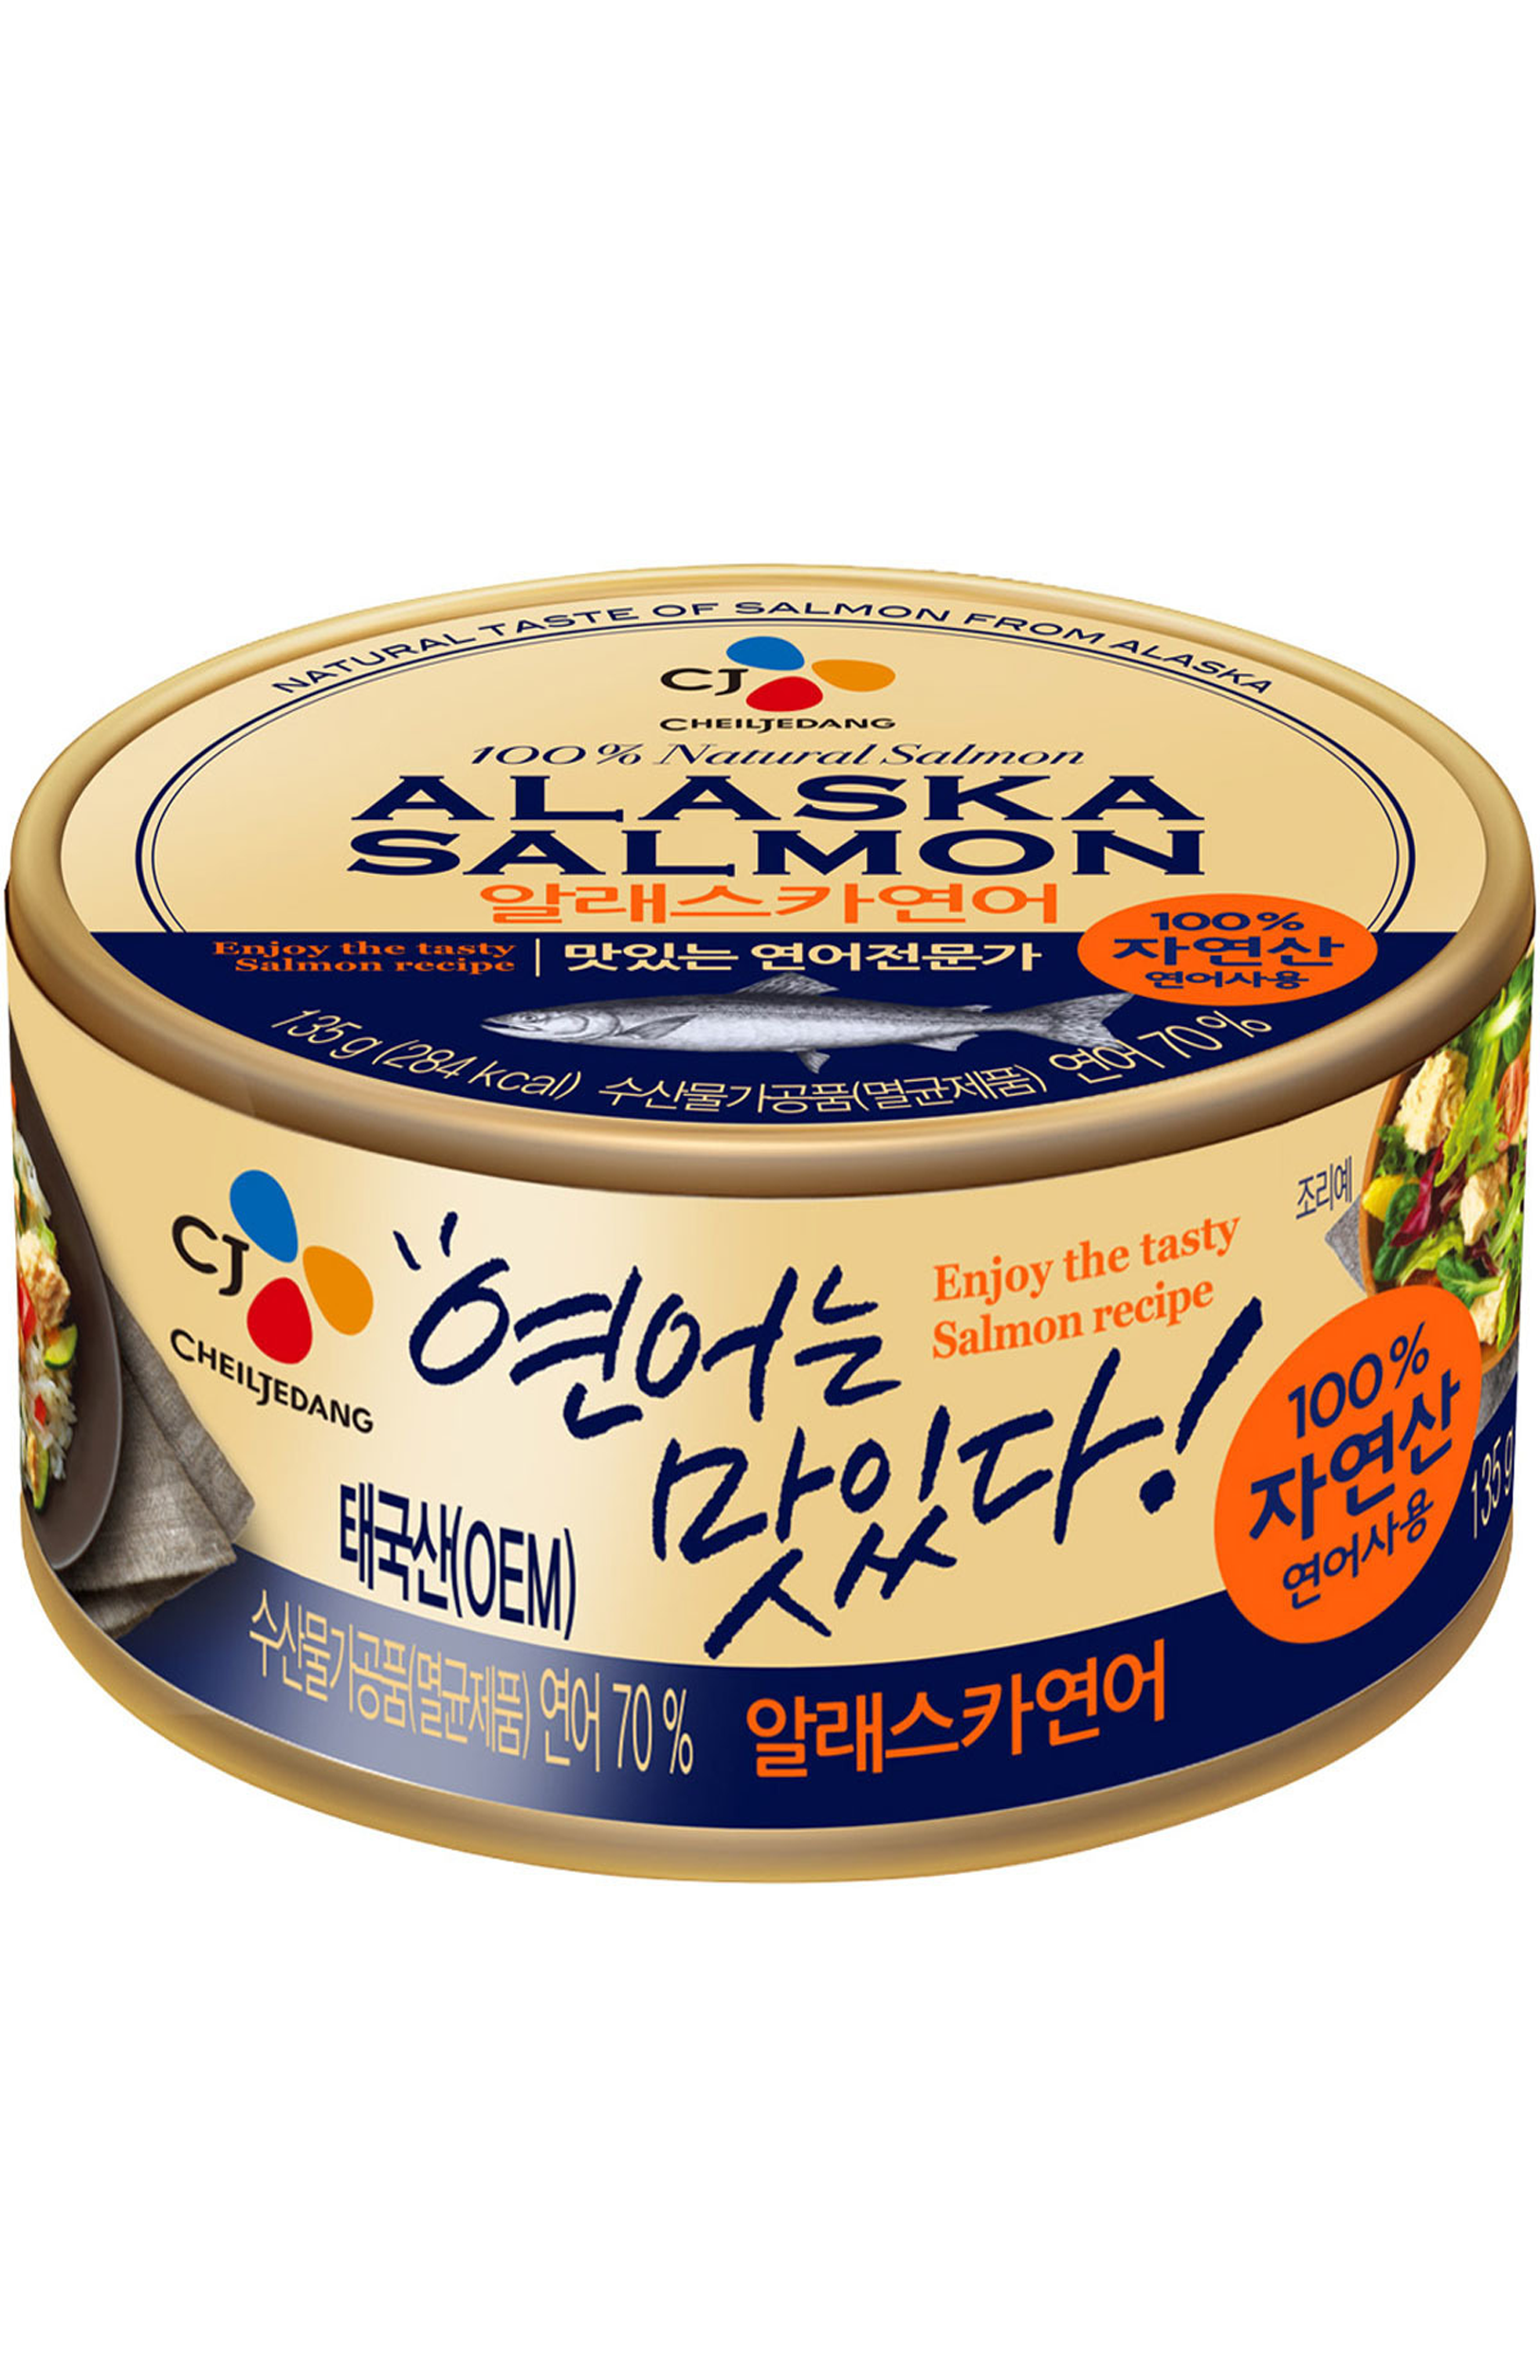 NATURAL TASTE OF SALMON FROM ALASKA
CJ
CHEILJEDANG
100% Natural Salmon
ALASKA
SALMON
알래스카연어
Enjoy the tasty
Salmon recipe
맛있는 연어전문가
100%
자연산
연어사용
135 g (284 kcal) 수산물가공품(멸균제품) 연어 70 %
CJ
CHEILJEDANG
연어는
맛있다!
Enjoy the tasty
Salmon recipe
조리예
100%
자연산
연어사용
135 g
태국산(OEM)
수산물가공품(멸균제품) 연어 70 %
알래스카연어